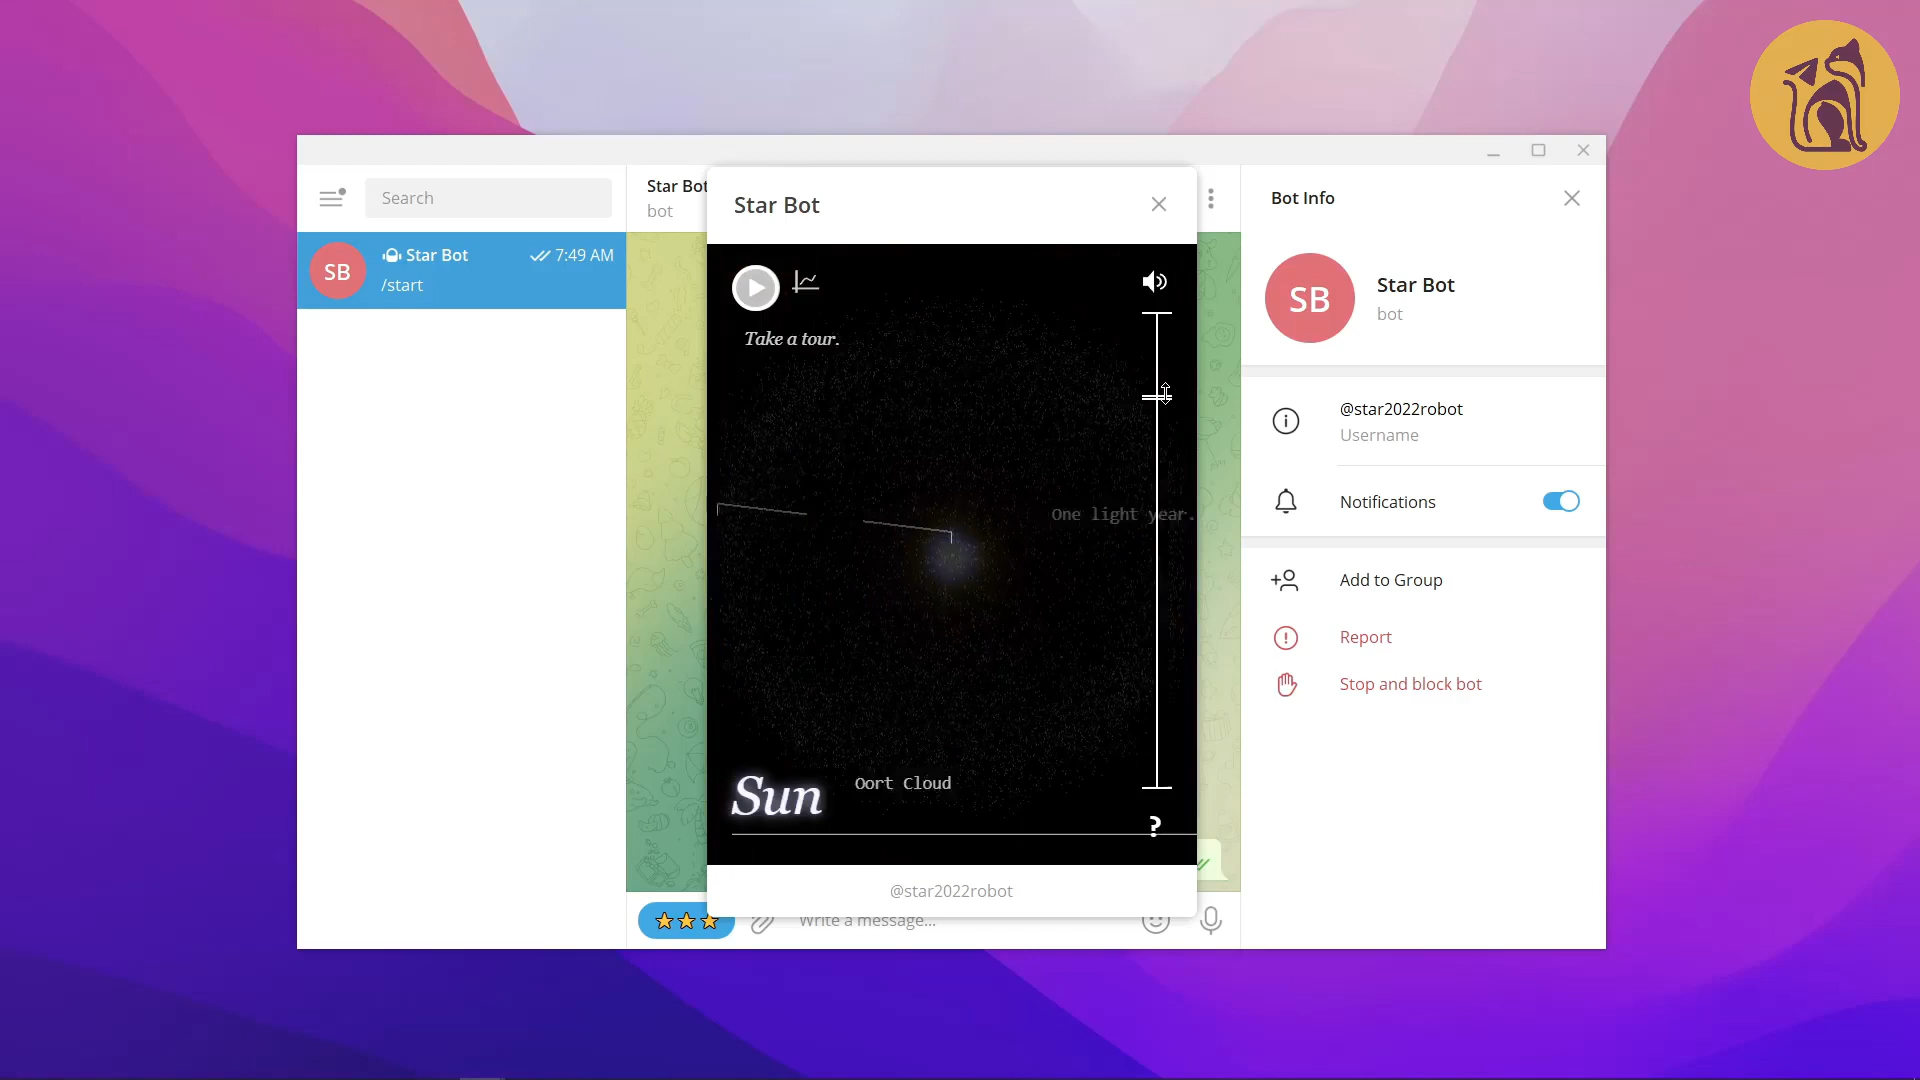 Search
SB
Star Bot
7:49 AM
/start
Star Bot
bot
Star Bot
Take a tour.
One light year.
Sun
Oort Cloud
?
@star2022robot
Write a message...
Bot Info
SB
Star Bot
bot
@star2022robot
Username
Notifications
Add to Group
Report
Stop and block bot